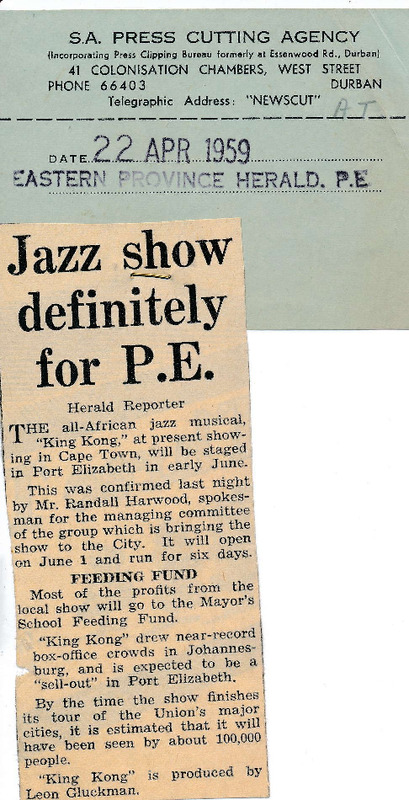 S.A. PRESS CUTTING AGENCY
(Incorporating Press Clipping Bureau formerly at Essenwood Rd., Durban)
41 COLONISATION CHAMBERS, WEST STREET
PHONE 66403 DURBAN
Telegraphic Address: "NEWSCUT"
A.T
DATE 22 APR 1959
EASTERN PROVINCE HERALD. P.E
Jazz show
definitely
for P.E.
Herald Reporter
THE all-African jazz musical,
"King Kong," at present show-
ing in Cape Town, will be staged
in Port Elizabeth in early June.
This was confirmed last night
by Mr. Randall Harwood, spokes-
man for the managing committee
of the group which is bringing the
show to the City. It will open
on June 1 and run for six days.
FEEDING FUND
Most of the profits from the
local show will go to the Mayor's
School Feeding Fund.
"King Kong" drew near-record
box-office crowds in Johannes-
burg, and is expected to be a
"sell-out" in Port Elizabeth.
By the time the show finishes
its tour of the Union's major
cities, it is estimated that it will
have been seen by about 100,000
people.
"King Kong" is produced by
Leon Gluckman.